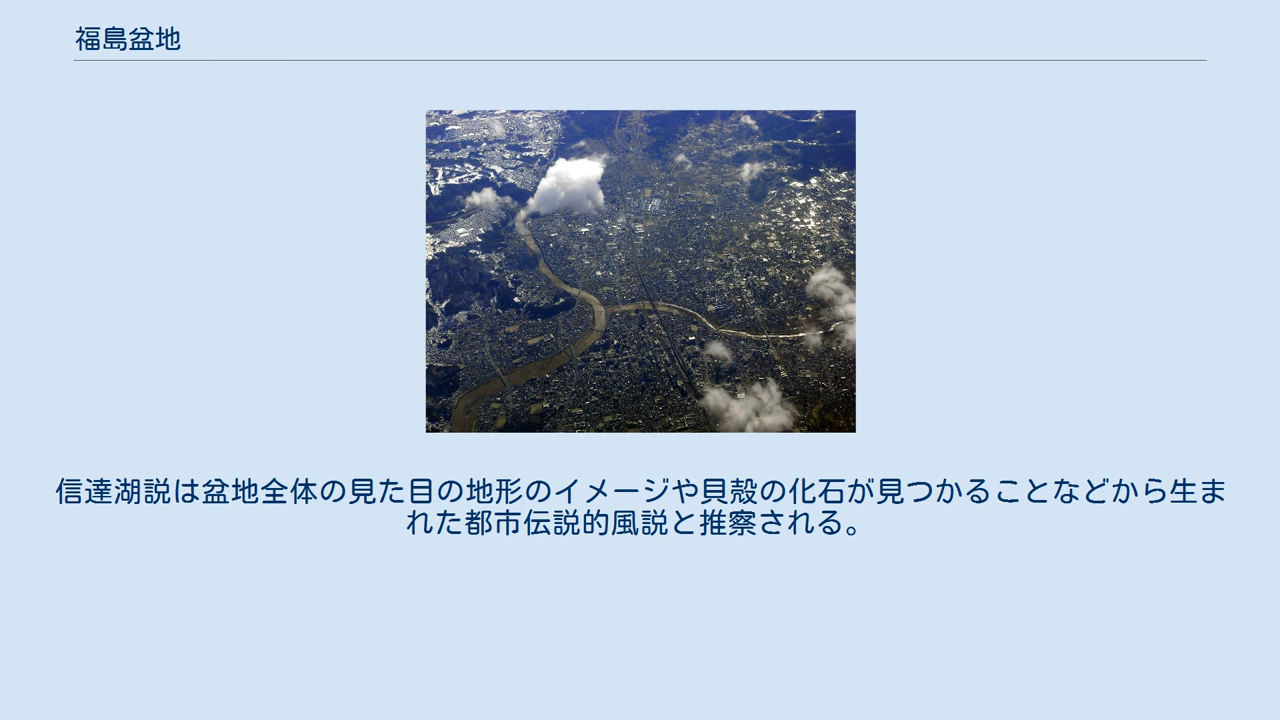 福島盆地
信達湖説は盆地全体の見た目の地形のイメージや貝殻の化石が見つかることなどから生ま
れた都市伝説的風説と推察される。